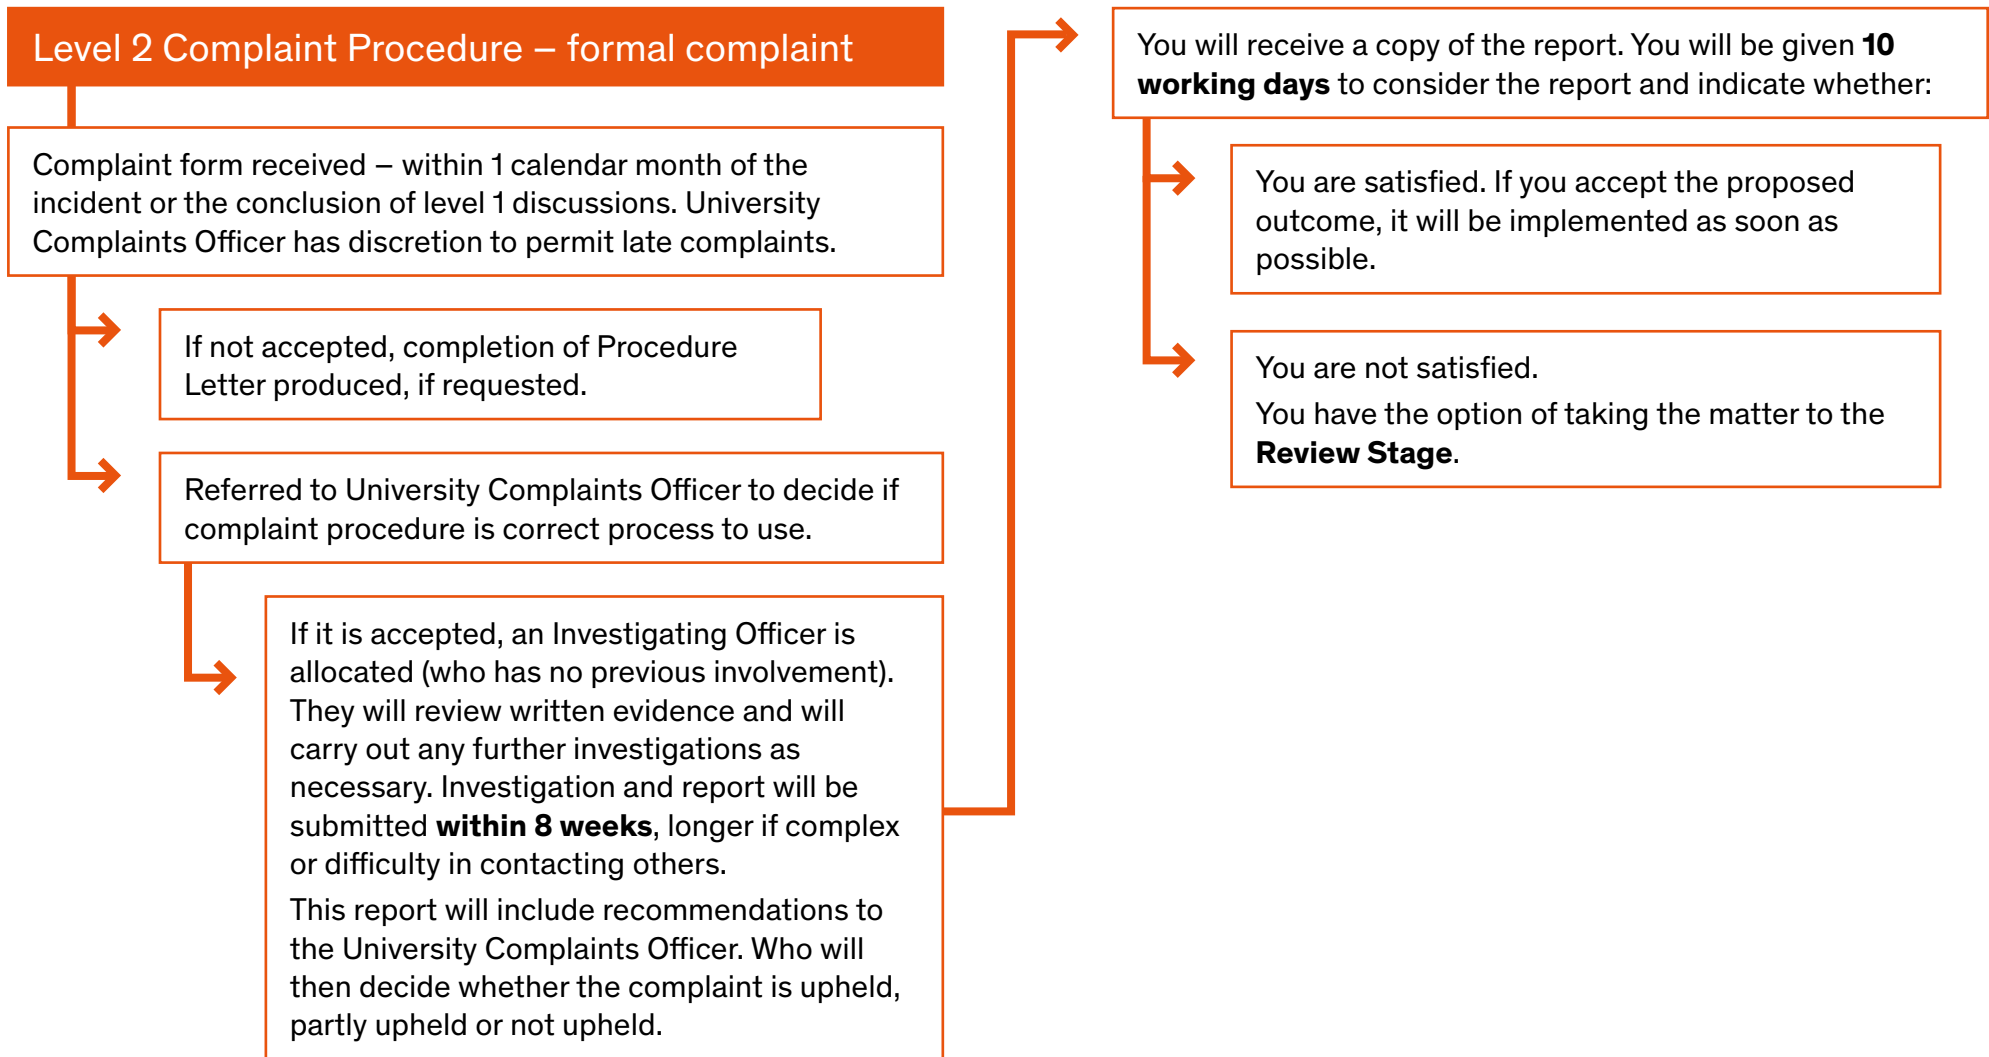 Level 2 Complaint Procedure – formal complaint
Complaint form received – within 1 calendar month of the
incident or the conclusion of level 1 discussions. University
Complaints Officer has discretion to permit late complaints.
If not accepted, completion of Procedure
Letter produced, if requested.
Referred to University Complaints Officer to decide if
complaint procedure is correct process to use.
If it is accepted, an Investigating Officer is
allocated (who has no previous involvement).
They will review written evidence and will
carry out any further investigations as
necessary. Investigation and report will be
submitted within 8 weeks, longer if complex
or difficulty in contacting others.
This report will include recommendations to
the University Complaints Officer. Who will
then decide whether the complaint is upheld,
partly upheld or not upheld.
You will receive a copy of the report. You will be given 10
working days to consider the report and indicate whether:
You are satisfied. If you accept the proposed
outcome, it will be implemented as soon as
possible.
You are not satisfied.
You have the option of taking the matter to the
Review Stage.